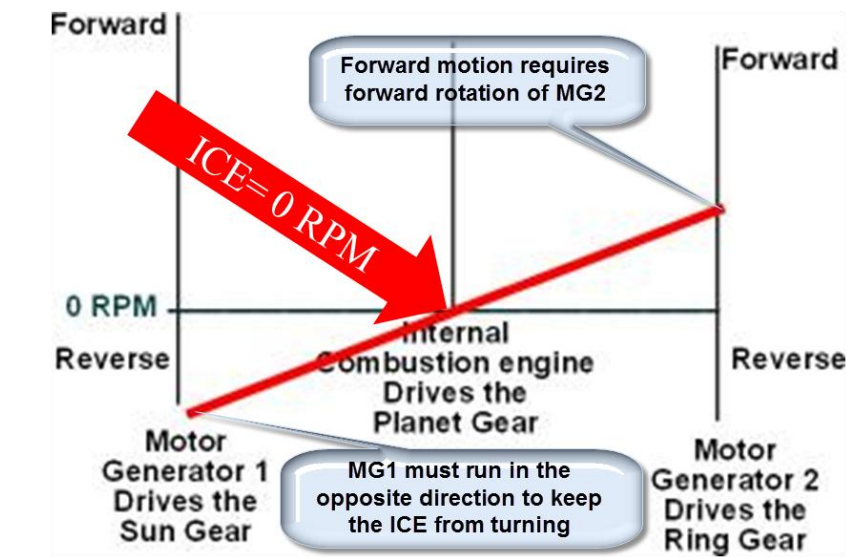 Forward
Forward motion requires
forward rotation of MG2
Forward
ICE= 0 RPM
0 RPM
Reverse
Internal
Combustion engine
Drives the
Planet Gear
Reverse
Motor
Generator 1
Drives the
Sun Gear
MG1 must run in the
opposite direction to keep
the ICE from turning
Motor
Generator 2
Drives the
Ring Gear